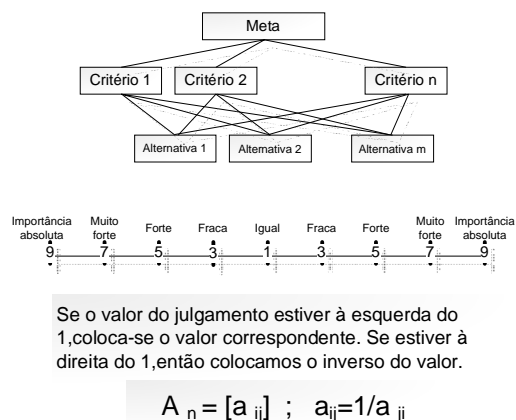 Meta
Critério 1 Critério 2 Critério n
Alternativa 1 Alternativa 2 Alternativa m
Importância absoluta Muito forte Forte Fraca Igual Fraca Forte Muito forte Importância absoluta
9 7 5 3 1 3 5 7 9
Se o valor do julgamento estiver à esquerda do
1,coloca-se o valor correspondente. Se estiver à
direita do 1,então colocamos o inverso do valor.
A n = [a ij] ; aij=1/a ji